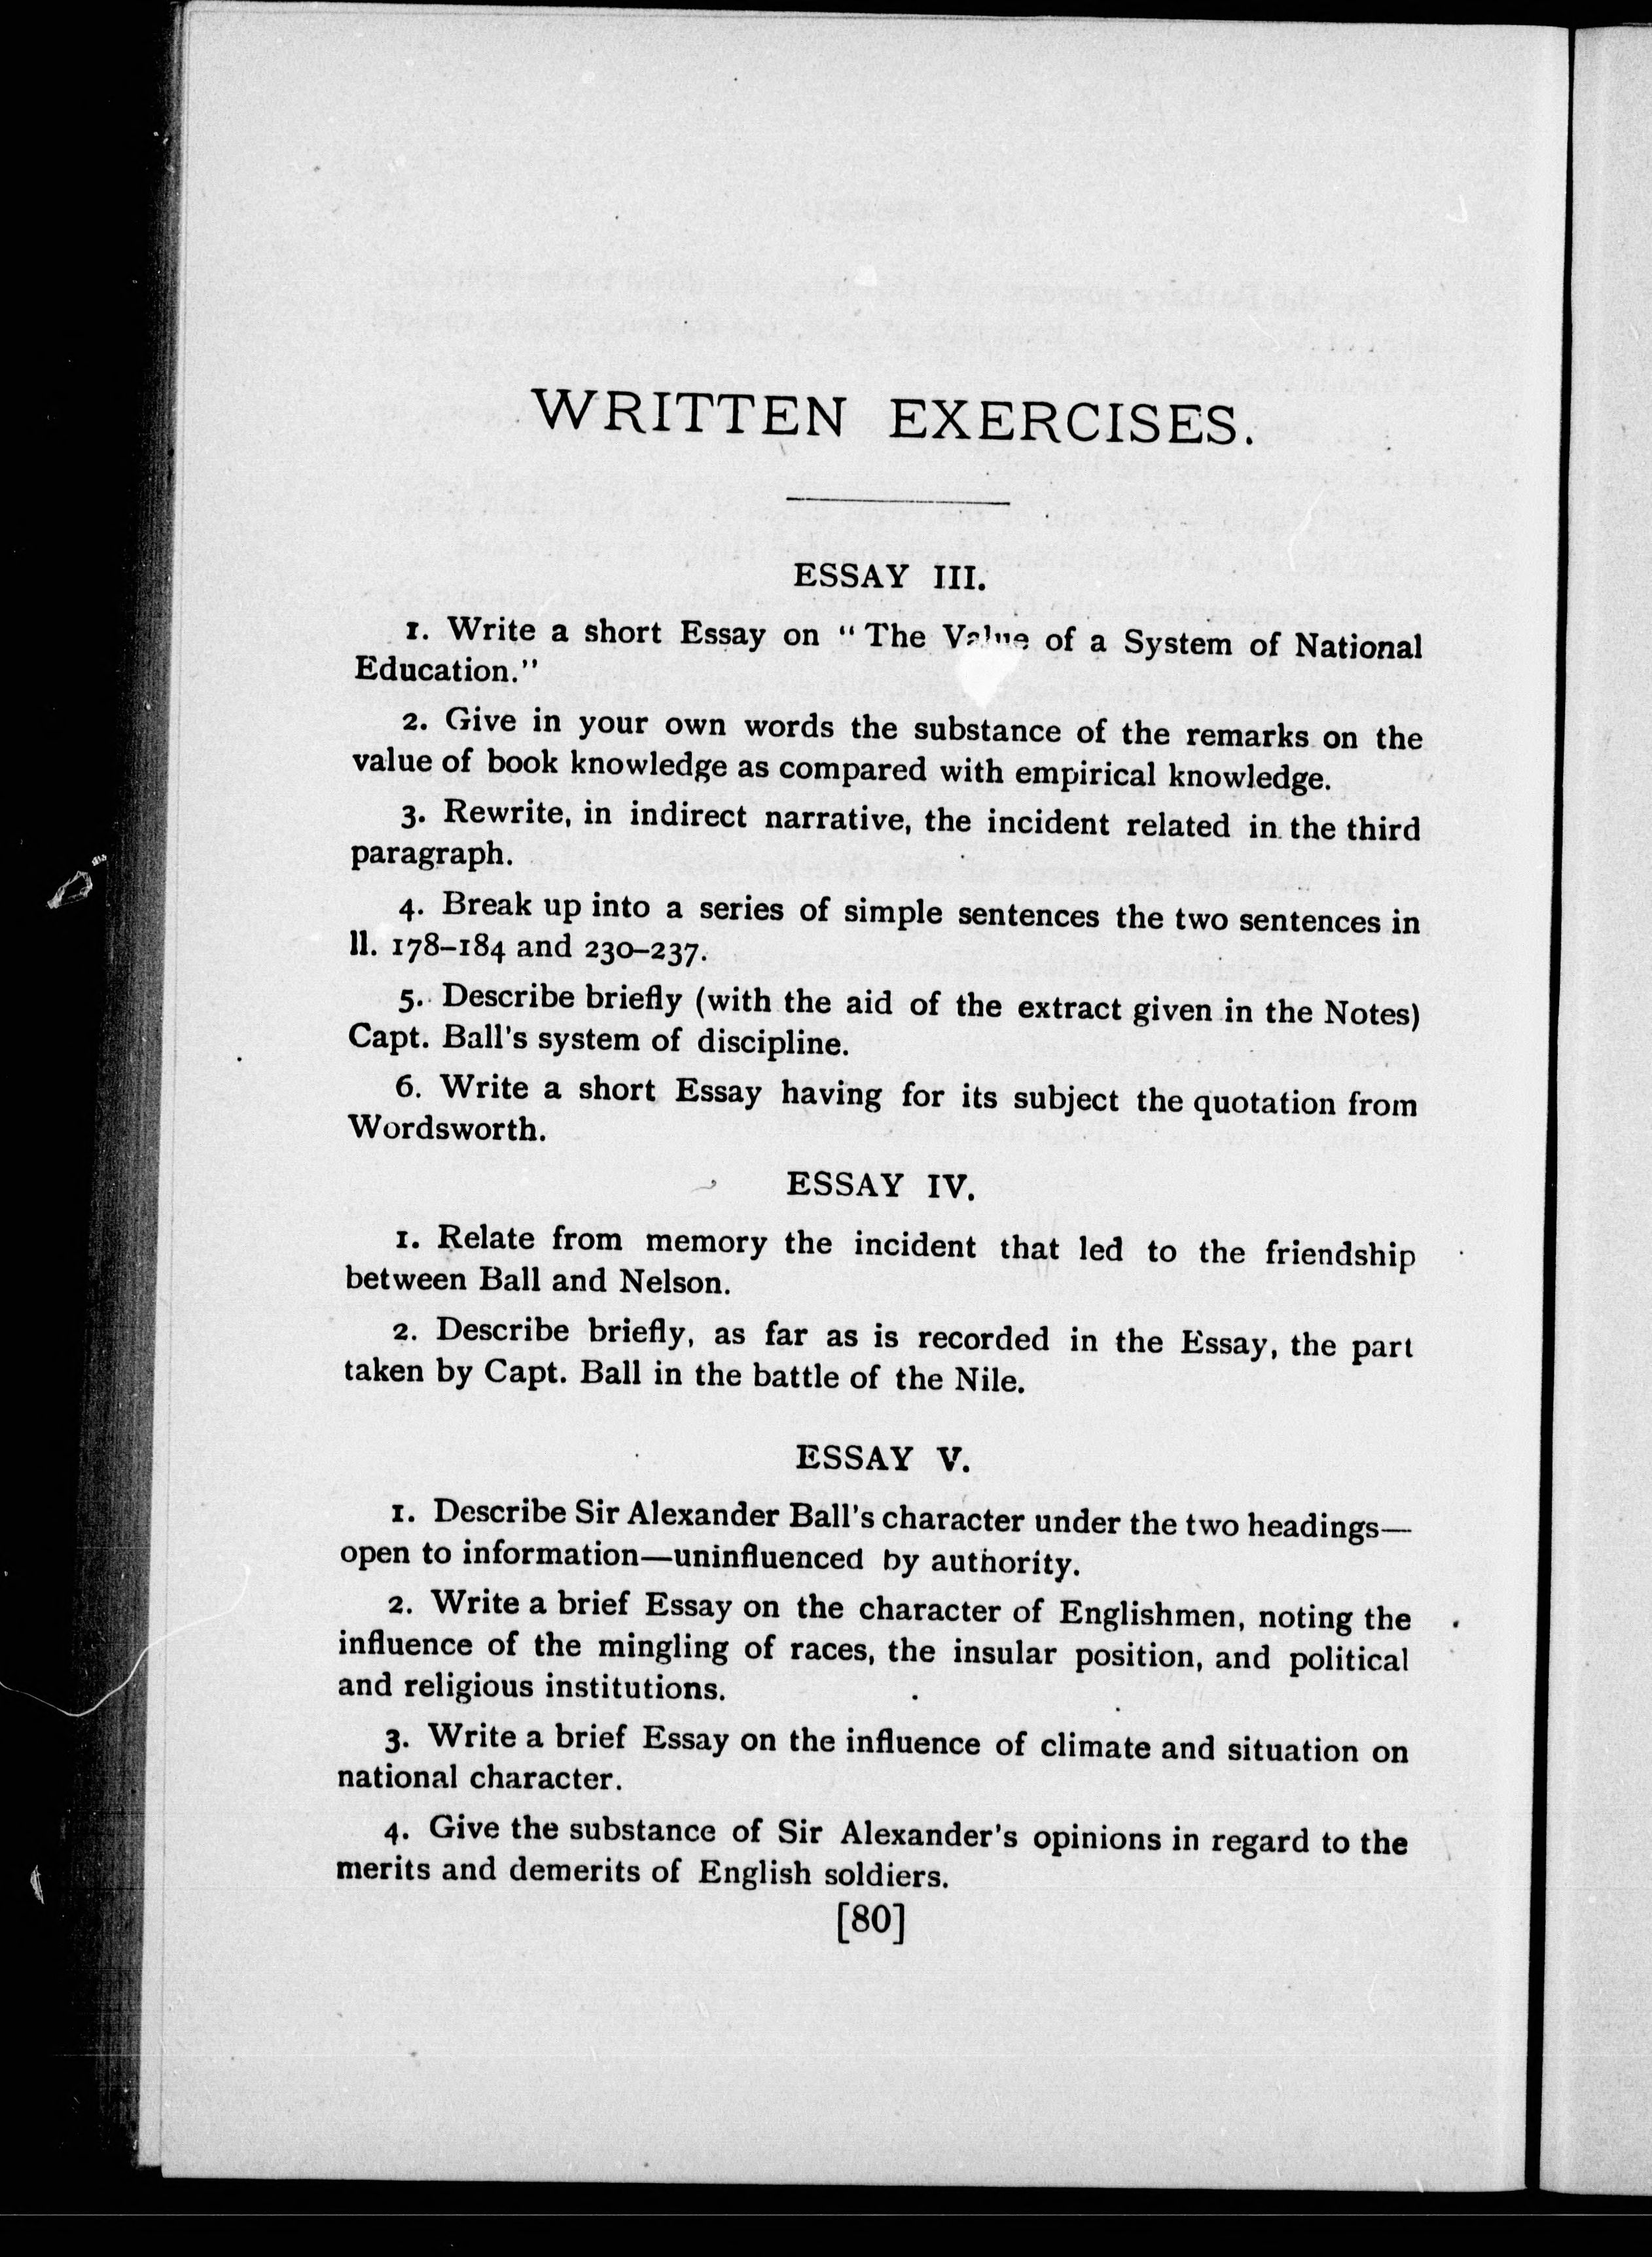 WRITTEN EXERCISES.
ESSAY III.
1. Write a short Essay on "The Value of a System of National
Education."
2. Give in your own words the substance of the remarks on the
value of book knowledge as compared with empirical knowledge.
3. Rewrite, in indirect narrative, the incident related in the third
paragraph.
4. Break up into a series of simple sentences the two sentences in
ll. 178–184 and 230–237.
5. Describe briefly (with the aid of the extract given in the Notes)
Capt. Ball's system of discipline.
6. Write a short Essay having for its subject the quotation from
Wordsworth.
ESSAY IV.
1. Relate from memory the incident that led to the friendship
between Ball and Nelson.
2. Describe briefly, as far as is recorded in the Essay, the part
taken by Capt. Ball in the battle of the Nile.
ESSAY V.
1. Describe Sir Alexander Ball's character under the two headings—
open to information—uninfluenced by authority.
2. Write a brief Essay on the character of Englishmen, noting the
influence of the mingling of races, the insular position, and political
and religious institutions.
3. Write a brief Essay on the influence of climate and situation on
national character.
4. Give the substance of Sir Alexander's opinions in regard to the
merits and demerits of English soldiers.
[80]